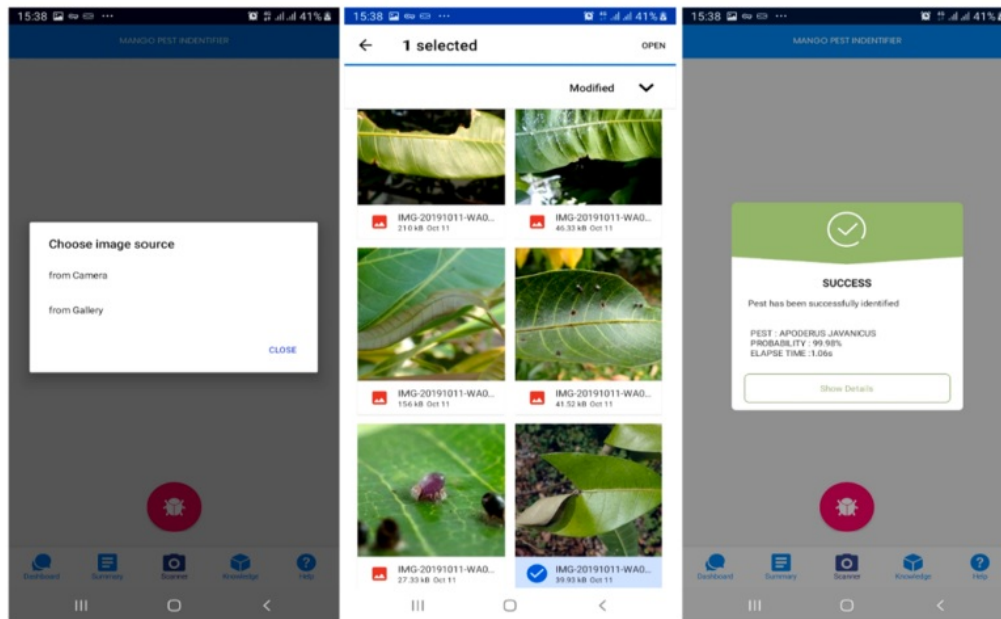 15:38 ... 41%
MANGO PEST INDENTIFIER
Choose image source
from Camera
from Gallery
CLOSE
Dashboard Summary Scanner Knowledge Help
15:38 ... 41%
1 selected OPEN
Modified
IMG-20191011-WA0...
210 kB Oct 11
IMG-20191011-WA0...
46.33 kB Oct 11
IMG-20191011-WA0...
156 kB Oct 11
IMG-20191011-WA0...
41.52 kB Oct 11
IMG-20191011-WA0...
27.33 kB Oct 11
IMG-20191011-WA0...
39.93 kB Oct 11
15:38 ... 41%
MANGO PEST INDENTIFIER
SUCCESS
Pest has been successfully identified
PEST : APODERUS JAVANICUS
PROBABILITY : 99.98%
ELAPSE TIME :1.06s
Show Details
Dashboard Summary Scanner Knowledge Help